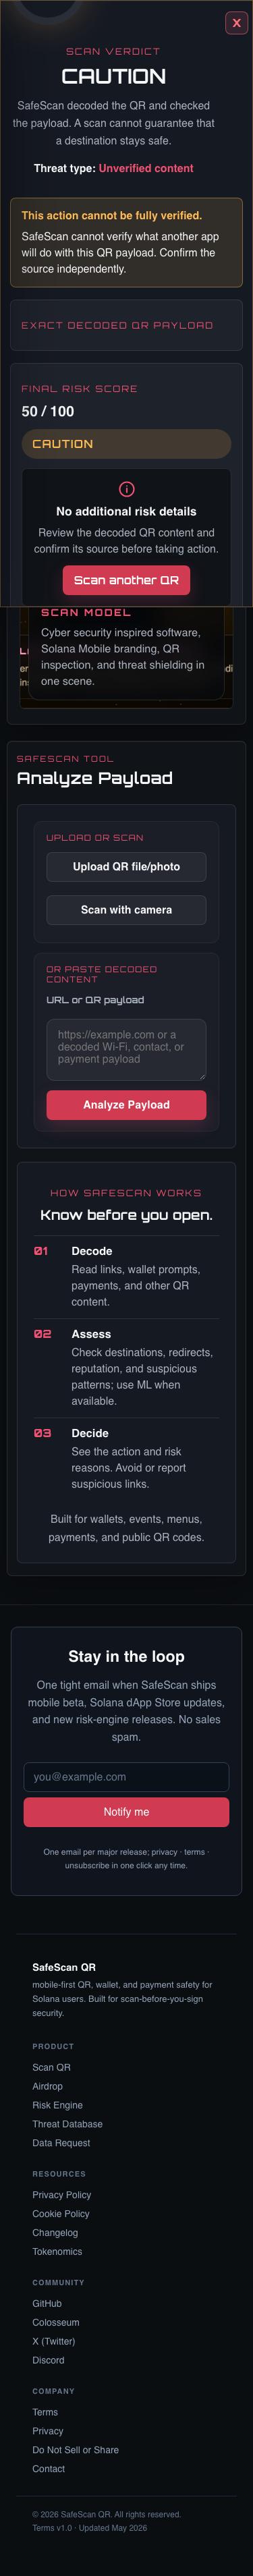 X
SCAN VERDICT
CAUTION
SafeScan decoded the QR and checked
the payload. A scan cannot guarantee that
a destination stays safe.
Threat type: Unverified content
This action cannot be fully verified.
SafeScan cannot verify what another app
will do with this QR payload. Confirm the
source independently.
EXACT DECODED QR PAYLOAD
FINAL RISK SCORE
50 / 100
CAUTION
No additional risk details
Review the decoded QR content and
confirm its source before taking action.
Scan another QR
SCAN MODEL
Cyber security inspired software,
Solana Mobile branding, QR
inspection, and threat shielding in
one scene.
SAFESCAN TOOL
Analyze Payload
UPLOAD OR SCAN
Upload QR file/photo
Scan with camera
OR PASTE DECODED
CONTENT
URL or QR payload
https://example.com or a
decoded Wi-Fi, contact, or
payment payload
Analyze Payload
HOW SAFESCAN WORKS
Know before you open.
01 Decode
Read links, wallet prompts,
payments, and other QR
content.
02 Assess
Check destinations, redirects,
reputation, and suspicious
patterns; use ML when
available.
03 Decide
See the action and risk
reasons. Avoid or report
suspicious links.
Built for wallets, events, menus,
payments, and public QR codes.
Stay in the loop
One tight email when SafeScan ships
mobile beta, Solana dApp Store updates,
and new risk-engine releases. No sales
spam.
you@example.com
Notify me
One email per major release; privacy · terms ·
unsubscribe in one click any time.
SafeScan QR
mobile-first QR, wallet, and payment safety for
Solana users. Built for scan-before-you-sign
security.
PRODUCT
Scan QR
Airdrop
Risk Engine
Threat Database
Data Request
RESOURCES
Privacy Policy
Cookie Policy
Changelog
Tokenomics
COMMUNITY
GitHub
Colosseum
X (Twitter)
Discord
COMPANY
Terms
Privacy
Do Not Sell or Share
Contact
© 2026 SafeScan QR. All rights reserved.
Terms v1.0 · Updated May 2026